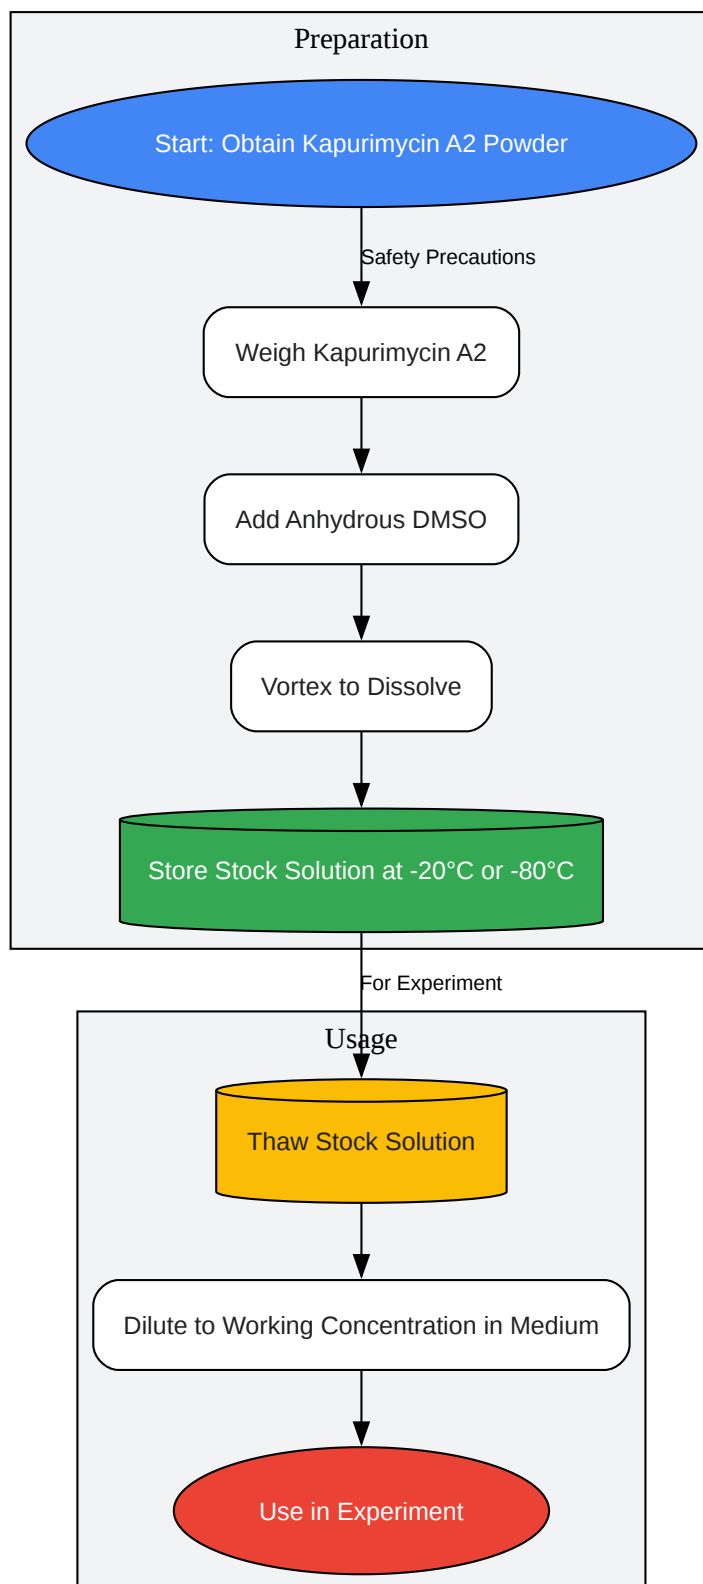 Preparation
Start: Obtain Kapurimycin A2 Powder
Safety Precautions
Weigh Kapurimycin A2
Add Anhydrous DMSO
Vortex to Dissolve
Store Stock Solution at -20°C or -80°C
For Experiment
Usage
Thaw Stock Solution
Dilute to Working Concentration in Medium
Use in Experiment